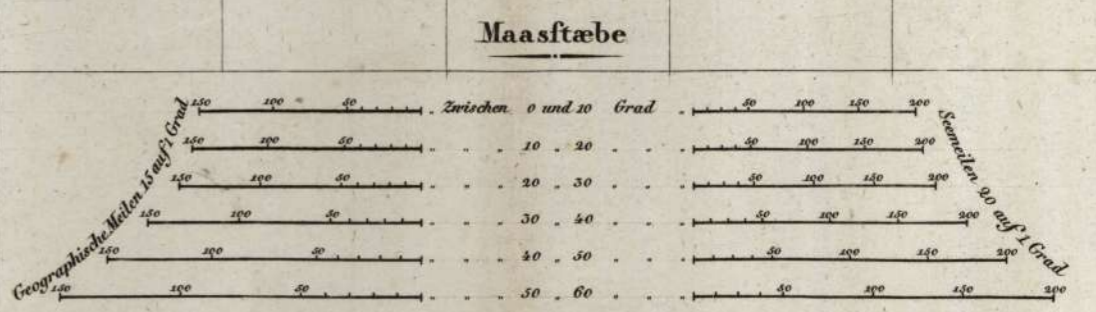 Maasstæbe
150 100 50 „ Zwischen 0 und 10 Grad „ 50 100 150 200
150 100 50 „ „ „ 10 „ 20 „ „ „ 50 100 150 200
150 100 50 „ „ „ 20 „ 30 „ „ „ 50 100 150 200
150 100 50 „ „ „ 30 „ 40 „ „ „ 50 100 150 200
150 100 50 „ „ „ 40 „ 50 „ „ „ 50 100 150 200
150 100 50 „ „ „ 50 „ 60 „ „ „ 50 100 150 200
Geographische Meilen 15 auf 1 Grad
Seemeilen 20 auf 1 Grad